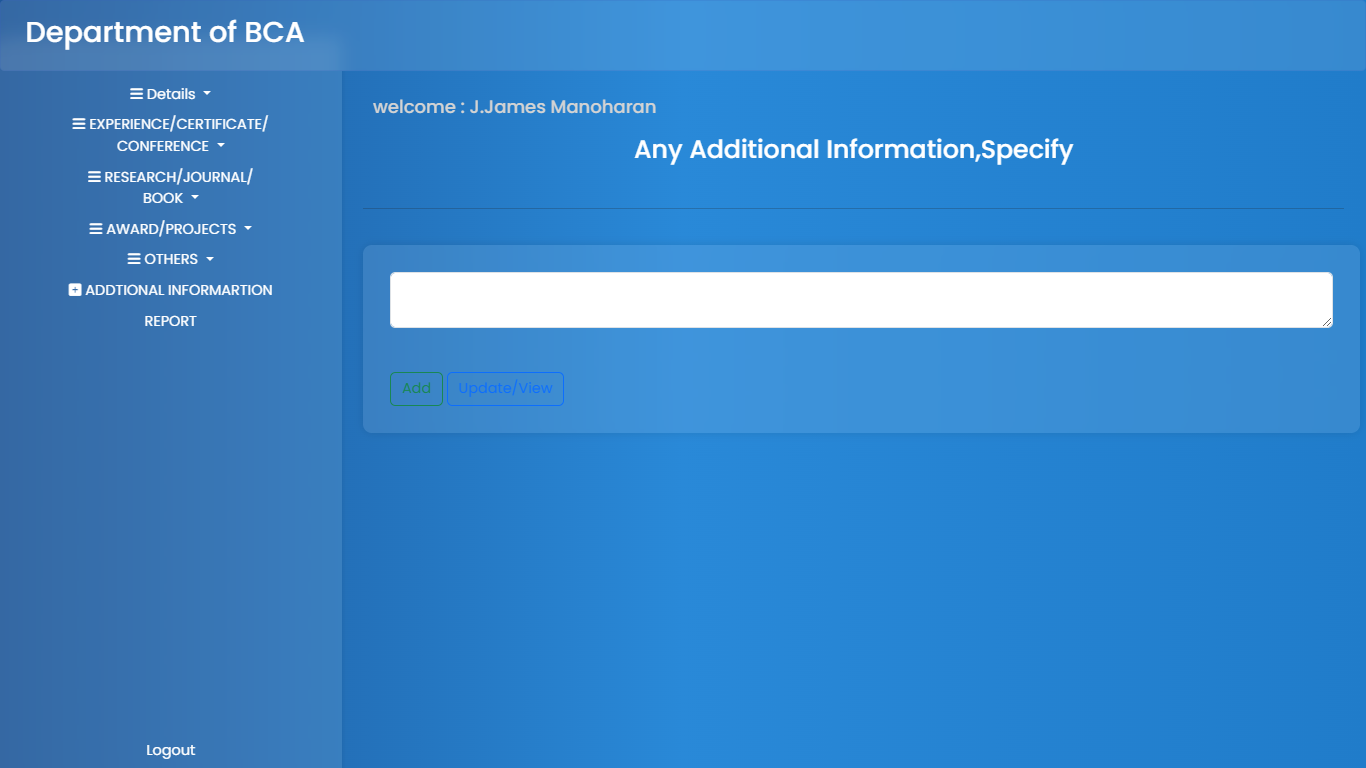 Department of BCA
Details
EXPERIENCE/CERTIFICATE/
CONFERENCE
RESEARCH/JOURNAL/
BOOK
AWARD/PROJECTS
OTHERS
ADDTIONAL INFORMARTION
REPORT
Logout
welcome : J.James Manoharan
Any Additional Information,Specify
Add
Update/View